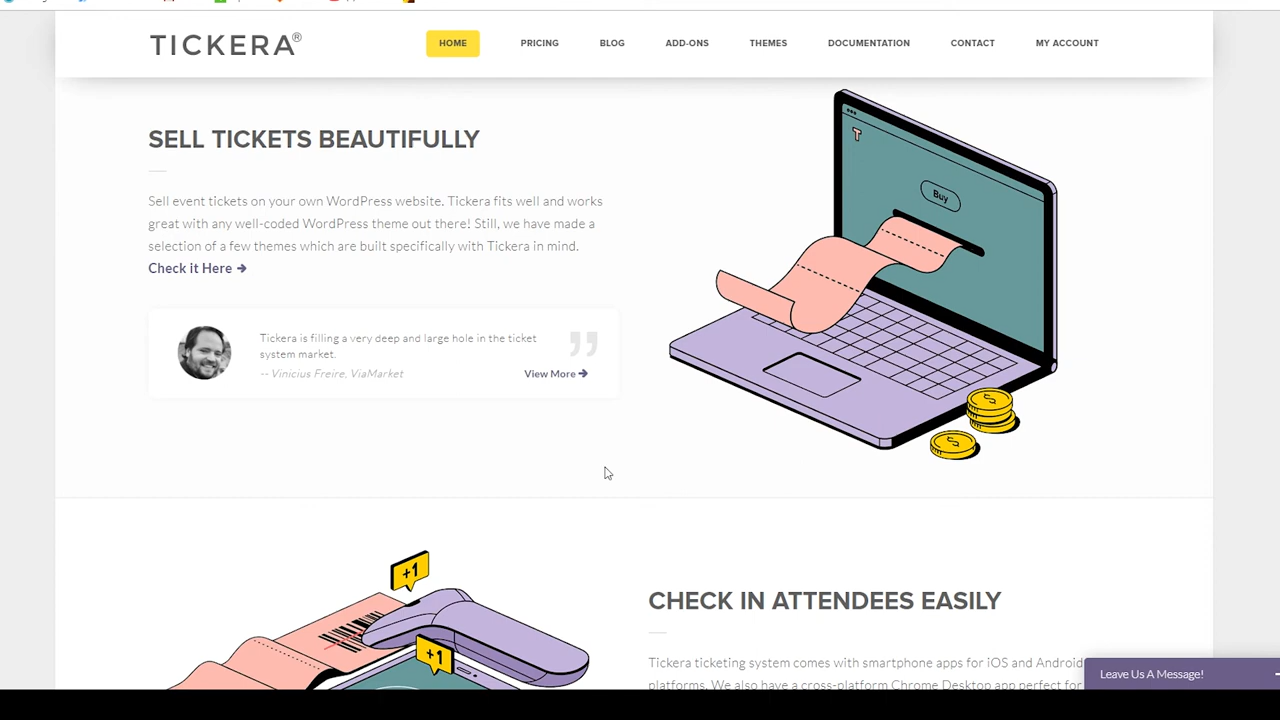 TICKERA®
HOME PRICING BLOG ADD-ONS THEMES DOCUMENTATION CONTACT MY ACCOUNT
SELL TICKETS BEAUTIFULLY
Sell event tickets on your own WordPress website. Tickera fits well and works
great with any well-coded WordPress theme out there! Still, we have made a
selection of a few themes which are built specifically with Tickera in mind.
Check it Here →
Tickera is filling a very deep and large hole in the ticket
system market.
-- Vinicius Freire, ViaMarket
View More →
T
Buy
+1
+1
CHECK IN ATTENDEES EASILY
Tickera ticketing system comes with smartphone apps for iOS and Android
platforms. We also have a cross-platform Chrome Desktop app perfect for
Leave Us A Message!